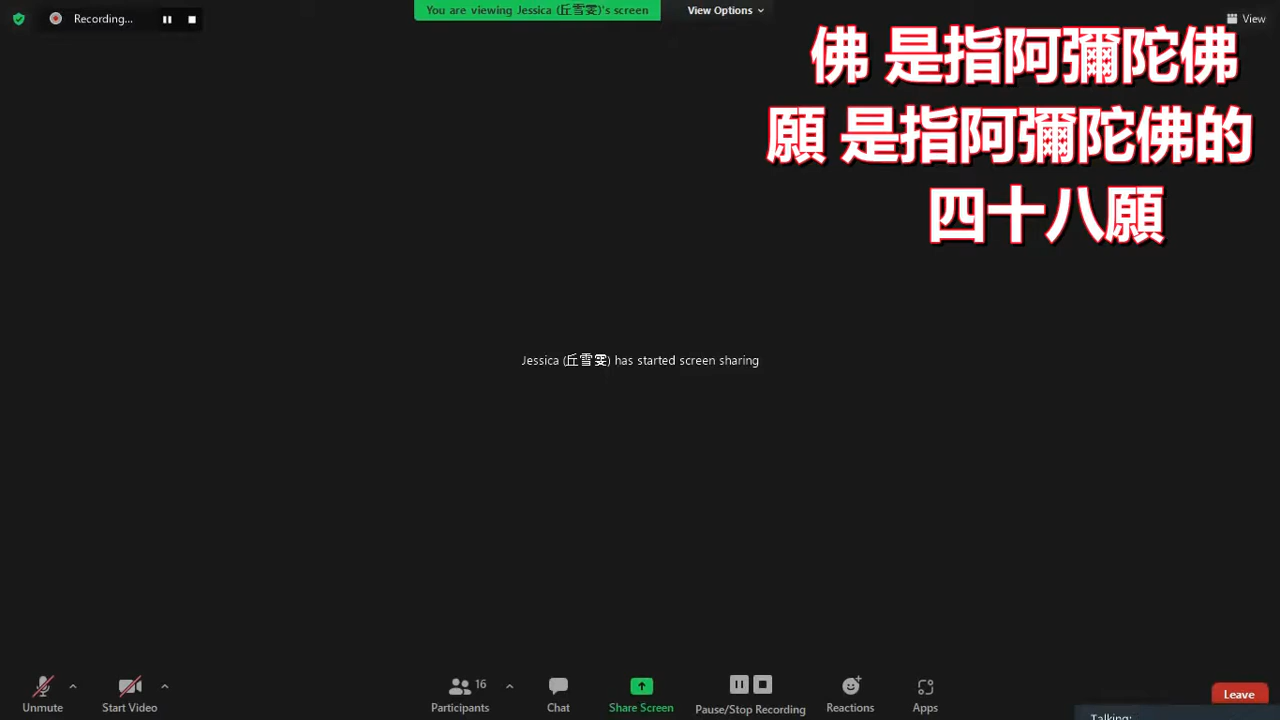 Recording...
You are viewing Jessica (丘雪雯)'s screen
View Options
View
佛 是指阿彌陀佛
願 是指阿彌陀佛的
四十八願
Jessica (丘雪雯) has started screen sharing
Unmute
Start Video
16
Participants
Chat
Share Screen
Pause/Stop Recording
Reactions
Apps
Leave
Talking: